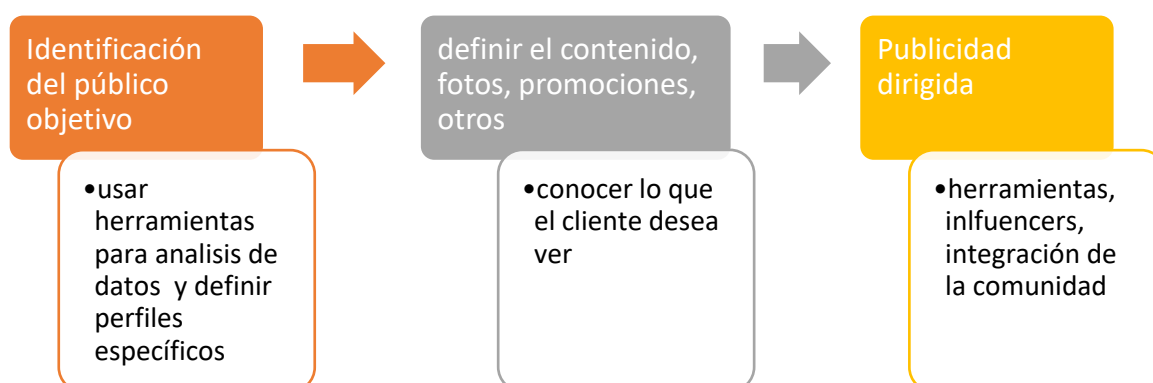 Identificación
del público
objetivo
•usar
herramientas
para analisis de
datos y definir
perfiles
específicos
definir el contenido,
fotos, promociones,
otros
•conocer lo que
el cliente desea
ver
Publicidad
dirigida
•herramientas,
inlfuencers,
integración de
la comunidad